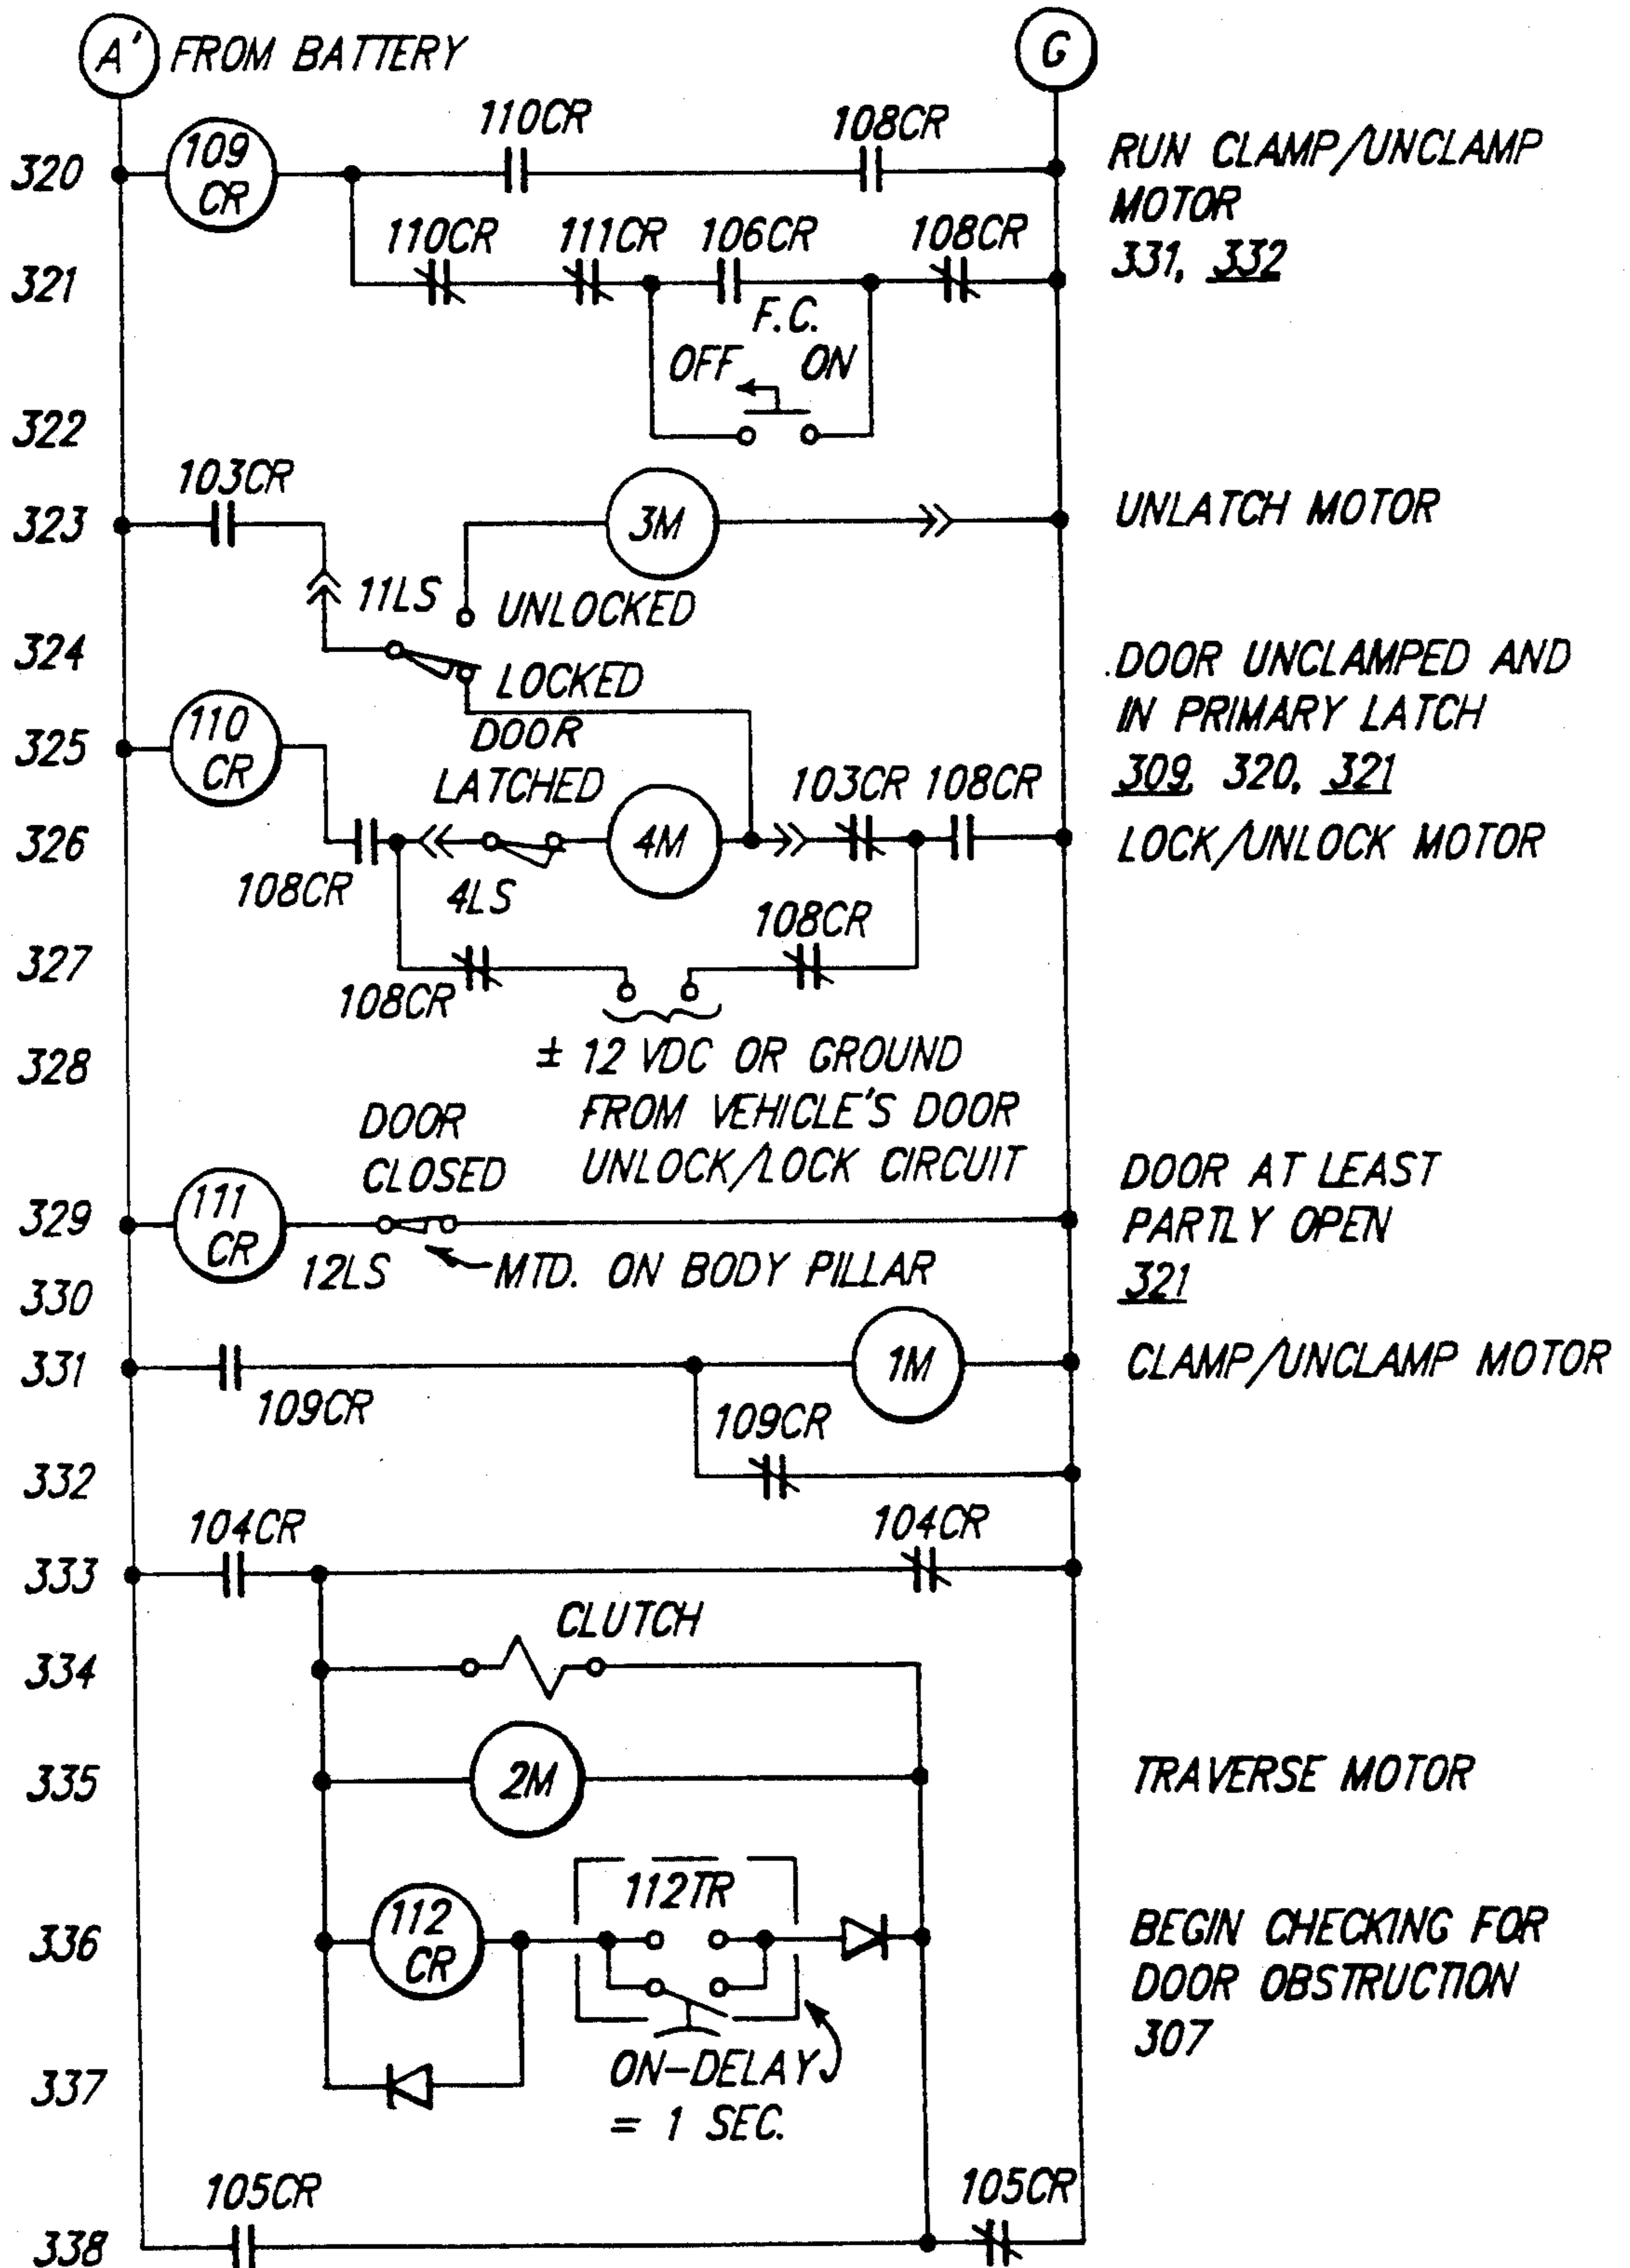 A' FROM BATTERY
G
320
109 CR
110CR
108CR
RUN CLAMP/UNCLAMP
MOTOR
331, 332
321
110CR
111CR
106CR
108CR
F.C.
OFF
ON
322
103CR
323
3M
UNLATCH MOTOR
11LS
UNLOCKED
324
LOCKED
DOOR UNCLAMPED AND
IN PRIMARY LATCH
309, 320, 321
325
110 CR
DOOR
LATCHED
103CR
108CR
326
4M
LOCK/UNLOCK MOTOR
108CR
4LS
108CR
327
108CR
328
± 12 VDC OR GROUND
FROM VEHICLE'S DOOR
UNLOCK/LOCK CIRCUIT
DOOR
CLOSED
329
111 CR
DOOR AT LEAST
PARTLY OPEN
321
12LS
MTD. ON BODY PILLAR
330
331
1M
CLAMP/UNCLAMP MOTOR
109CR
109CR
332
104CR
104CR
333
CLUTCH
334
335
2M
TRAVERSE MOTOR
112TR
336
112 CR
BEGIN CHECKING FOR
DOOR OBSTRUCTION
307
337
ON-DELAY
= 1 SEC.
105CR
105CR
338